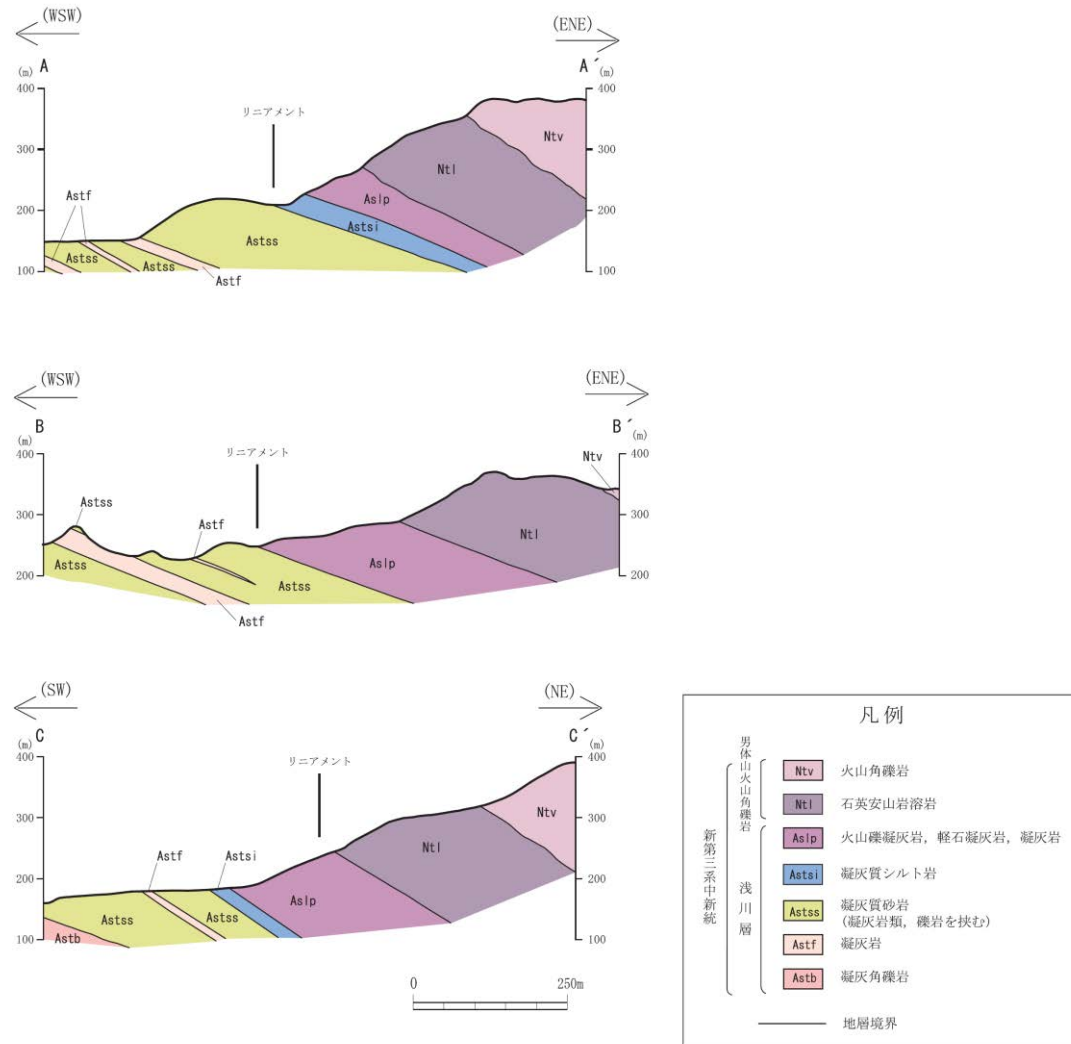 (WSW)
(ENE)
(m) A
A´ (m)
400
300
200
100
400
300
200
100
リニアメント
Astf
Astss
Astss
Astf
Astss
Astsi
Aslp
Ntl
Ntv
(WSW)
(ENE)
B
B´
(m)
(m)
400
300
200
400
300
200
リニアメント
Ntv
Astss
Astf
Astss
Astf
Astss
Aslp
Ntl
(SW)
(NE)
C
C´
(m)
(m)
400
300
200
100
400
300
200
100
リニアメント
Astf
Astsi
Astb
Astss
Astss
Aslp
Ntl
Ntv
0
250m
凡例
新第三系中新統
男体山火山角礫岩
Ntv 火山角礫岩
Ntl 石英安山岩溶岩
浅川層
Aslp 火山礫凝灰岩，軽石凝灰岩，凝灰岩
Astsi 凝灰質シルト岩
Astss 凝灰質砂岩
(凝灰岩類，礫岩を挟む)
Astf 凝灰岩
Astb 凝灰角礫岩
地層境界